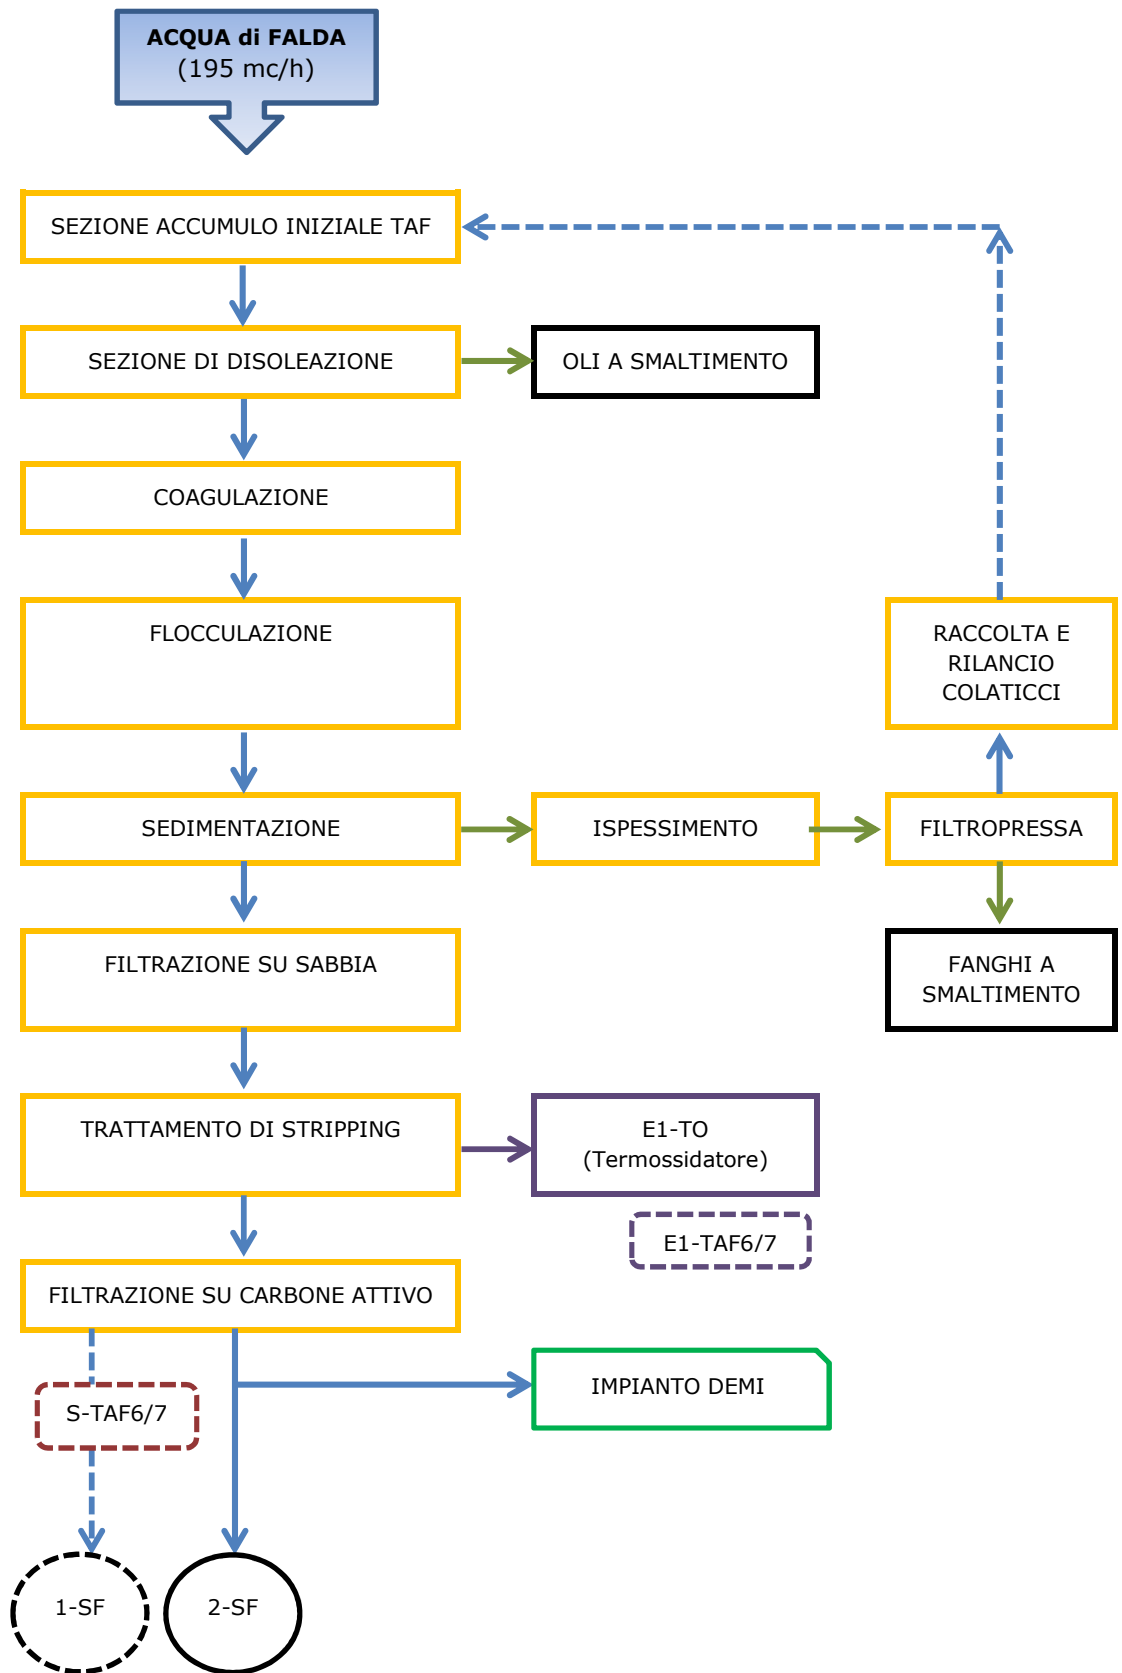 ACQUA di FALDA
(195 mc/h)
SEZIONE ACCUMULO INIZIALE TAF
SEZIONE DI DISOLEAZIONE
OLI A SMALTIMENTO
COAGULAZIONE
FLOCCULAZIONE
RACCOLTA E
RILANCIO
COLATICCI
SEDIMENTAZIONE
ISPESSIMENTO
FILTROPRESSA
FILTRAZIONE SU SABBIA
FANGHI A
SMALTIMENTO
TRATTAMENTO DI STRIPPING
E1-TO
(Termossidatore)
E1-TAF6/7
FILTRAZIONE SU CARBONE ATTIVO
IMPIANTO DEMI
S-TAF6/7
1-SF
2-SF